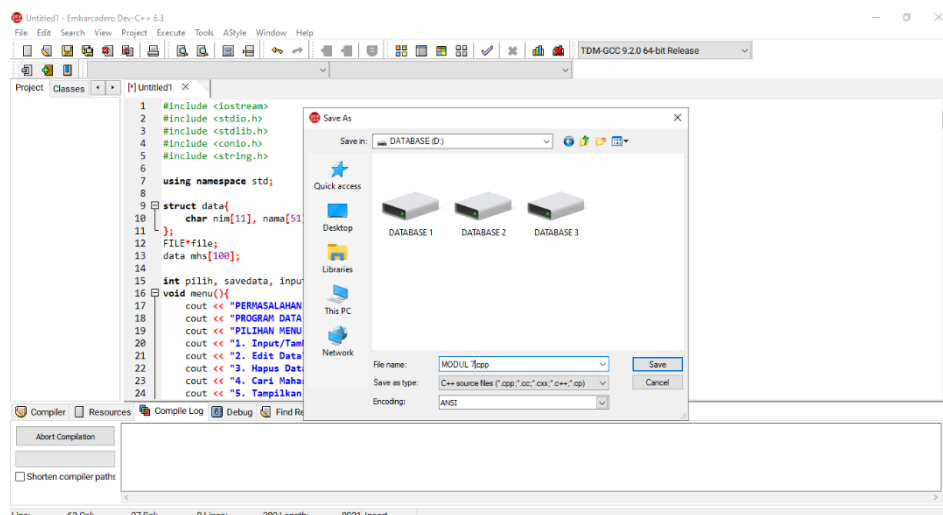 Untitled1 - Embarcadero Dev-C++ 6.3
File Edit Search View Project Execute Tools AStyle Window Help
TDM-GCC 9.2.0 64-bit Release
Project Classes [*] Untitled1
1 #include <iostream>
2 #include <stdio.h>
3 #include <stdlib.h>
4 #include <conio.h>
5 #include <string.h>
6
7 using namespace std;
8
9 struct data{
10 char nim[11], nama[51]
11 };
12 FILE*file;
13 data mhs[100];
14
15 int pilih, savedata, input
16 void menu(){
17 cout << "PERMASALAHAN
18 cout << "PROGRAM DATA
19 cout << "PILIHAN MENU
20 cout << "1. Input/Tam
21 cout << "2. Edit Data
22 cout << "3. Hapus Data
23 cout << "4. Cari Mahas
24 cout << "5. Tampilkan
Save As
Save in: DATABASE (D:)
Quick access
Desktop
Libraries
This PC
Network
DATABASE 1 DATABASE 2 DATABASE 3
File name: MODUL 7.cpp Save
Save as type: C++ source files (*.cpp;*.cc;*.cxx;*.c++;*.cp) Cancel
Encoding: ANSI
Compiler Resources Compile Log Debug Find Re
Abort Compilation
Shorten compiler paths